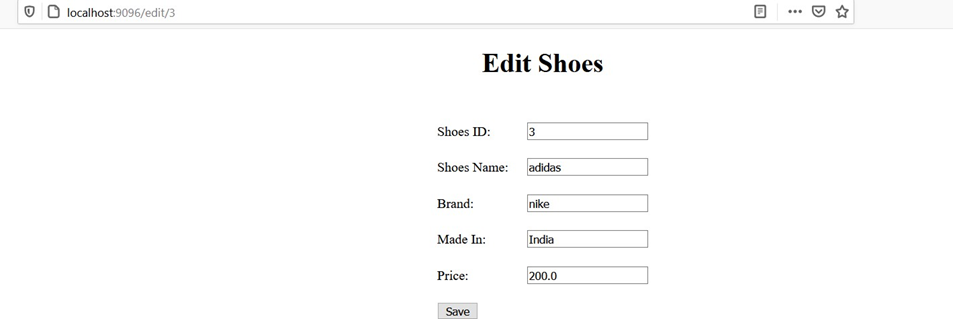 localhost:9096/edit/3
Edit Shoes
Shoes ID: 3
Shoes Name: adidas
Brand: nike
Made In: India
Price: 200.0
Save